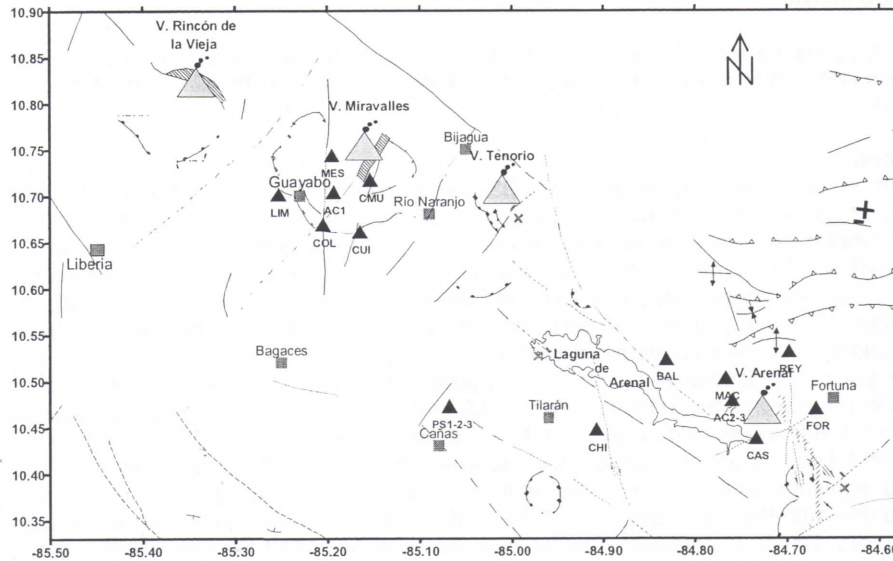 10.90
V. Rincón de
la Vieja
10.85
10.80
V. Miravalles
Bijagua
10.75
V. Tenorio
MES
Guayabo
CMU
10.70
AC1
LIM
Río Naranjo
COL
CUI
10.65
Liberia
10.60
10.55
Laguna
de
Arenal
Bagaces
BAL
REY
V. Arenal
10.50
MAC
Fortuna
AC2-3
PS1-2-3
Tilarán
FOR
10.45
Cañas
CHI
CAS
10.40
10.35
-85.50
-85.40
-85.30
-85.20
-85.10
-85.00
-84.90
-84.80
-84.70
-84.60
N